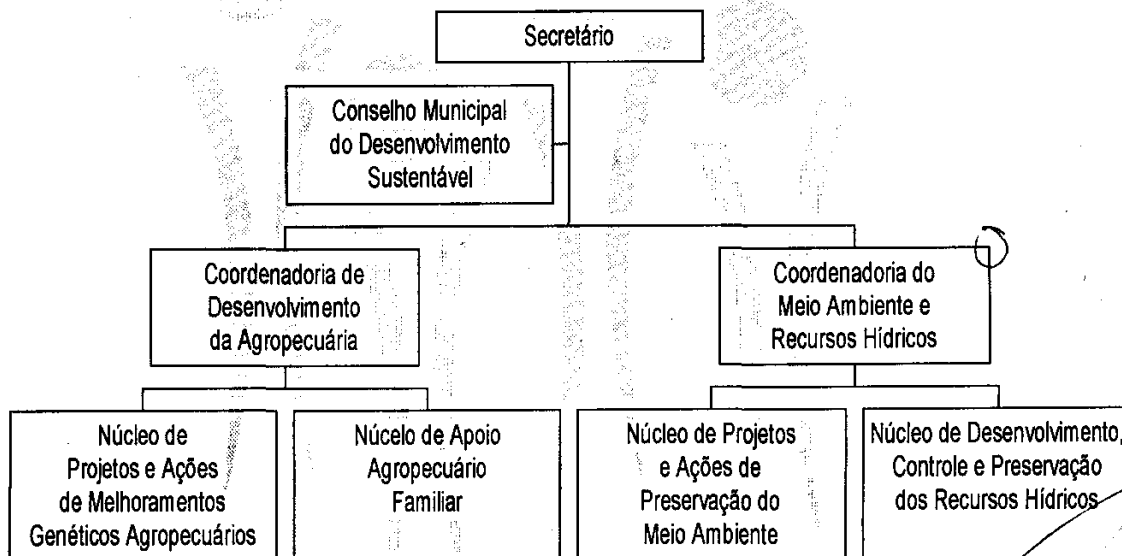 Secretário
Conselho Municipal
do Desenvolvimento
Sustentável
Coordenadoria de
Desenvolvimento
da Agropecuária
Coordenadoria do
Meio Ambiente e
Recursos Hídricos
Núcleo de
Projetos e Ações
de Melhoramentos
Genéticos Agropecuários
Núcelo de Apoio
Agropecuário
Familiar
Núcleo de Projetos
e Ações de
Preservação do
Meio Ambiente
Núcleo de Desenvolvimento,
Controle e Preservação
dos Recursos Hídricos